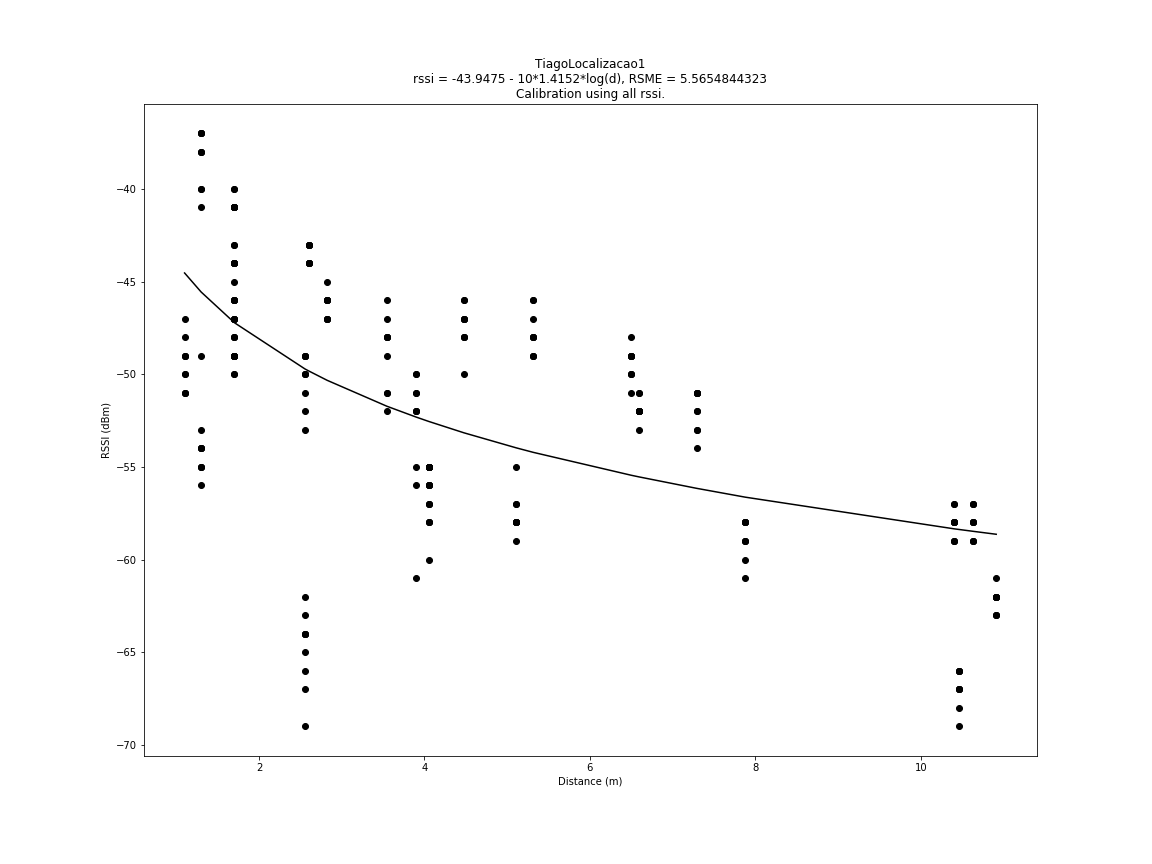 TiagoLocalizacao1
rssi = -43.9475 - 10*1.4152*log(d), RSME = 5.5654844323
Calibration using all rssi.
−40
−45
−50
−55
−60
−65
−70
RSSI (dBm)
2
4
6
8
10
Distance (m)